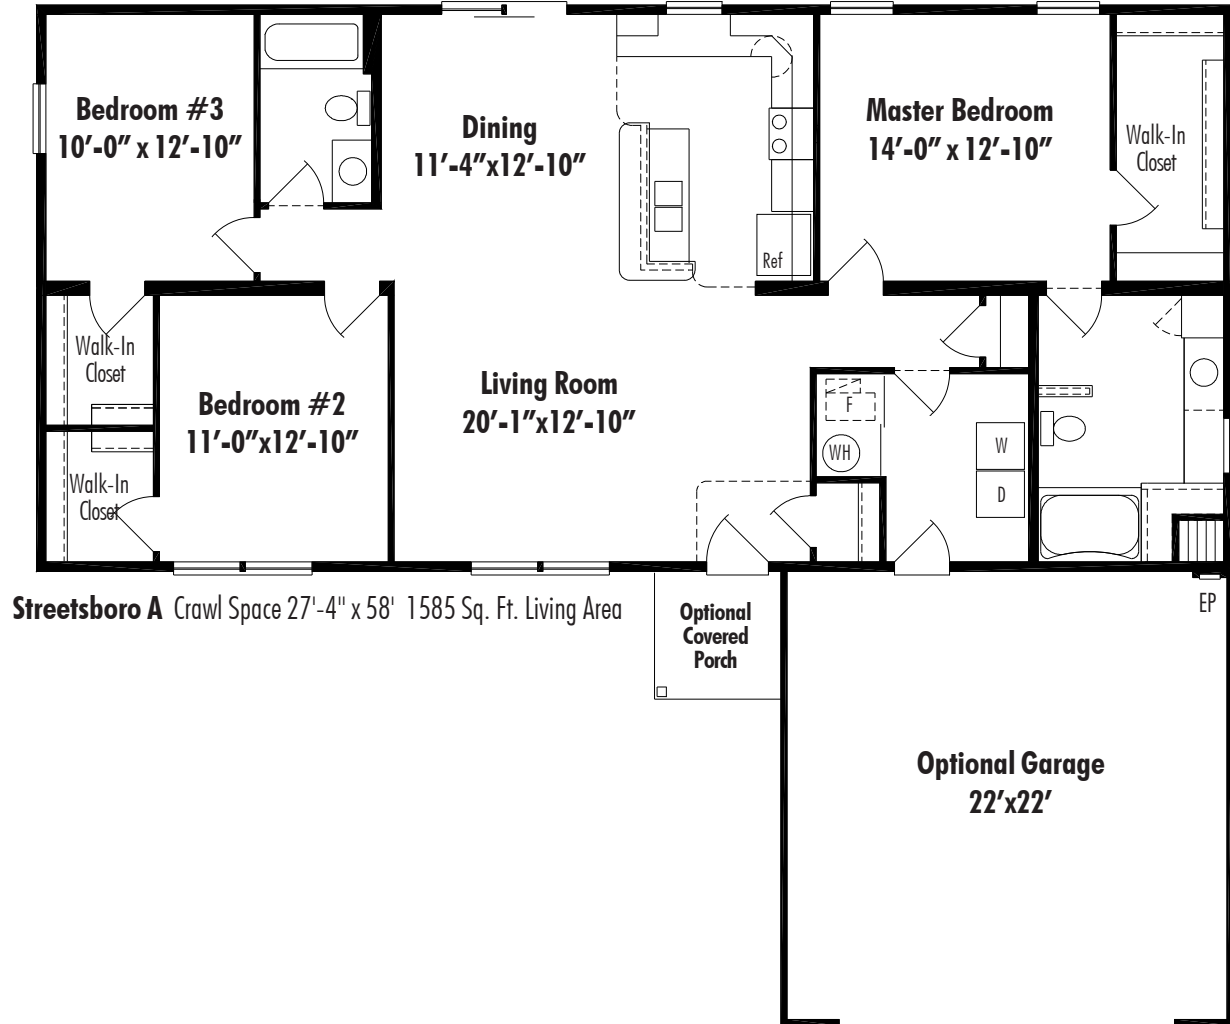 Bedroom #3
10’-0” x 12’-10”
Dining
11’-4”x12’-10”
Master Bedroom
14’-0” x 12’-10”
Walk-In
Closet
Ref
Walk-In
Closet
Bedroom #2
11’-0”x12’-10”
Living Room
20’-1”x12’-10”
F
WH
W
D
Walk-In
Closet
Streetsboro A Crawl Space 27'-4" x 58' 1585 Sq. Ft. Living Area
Optional
Covered
Porch
EP
Optional Garage
22’x22’